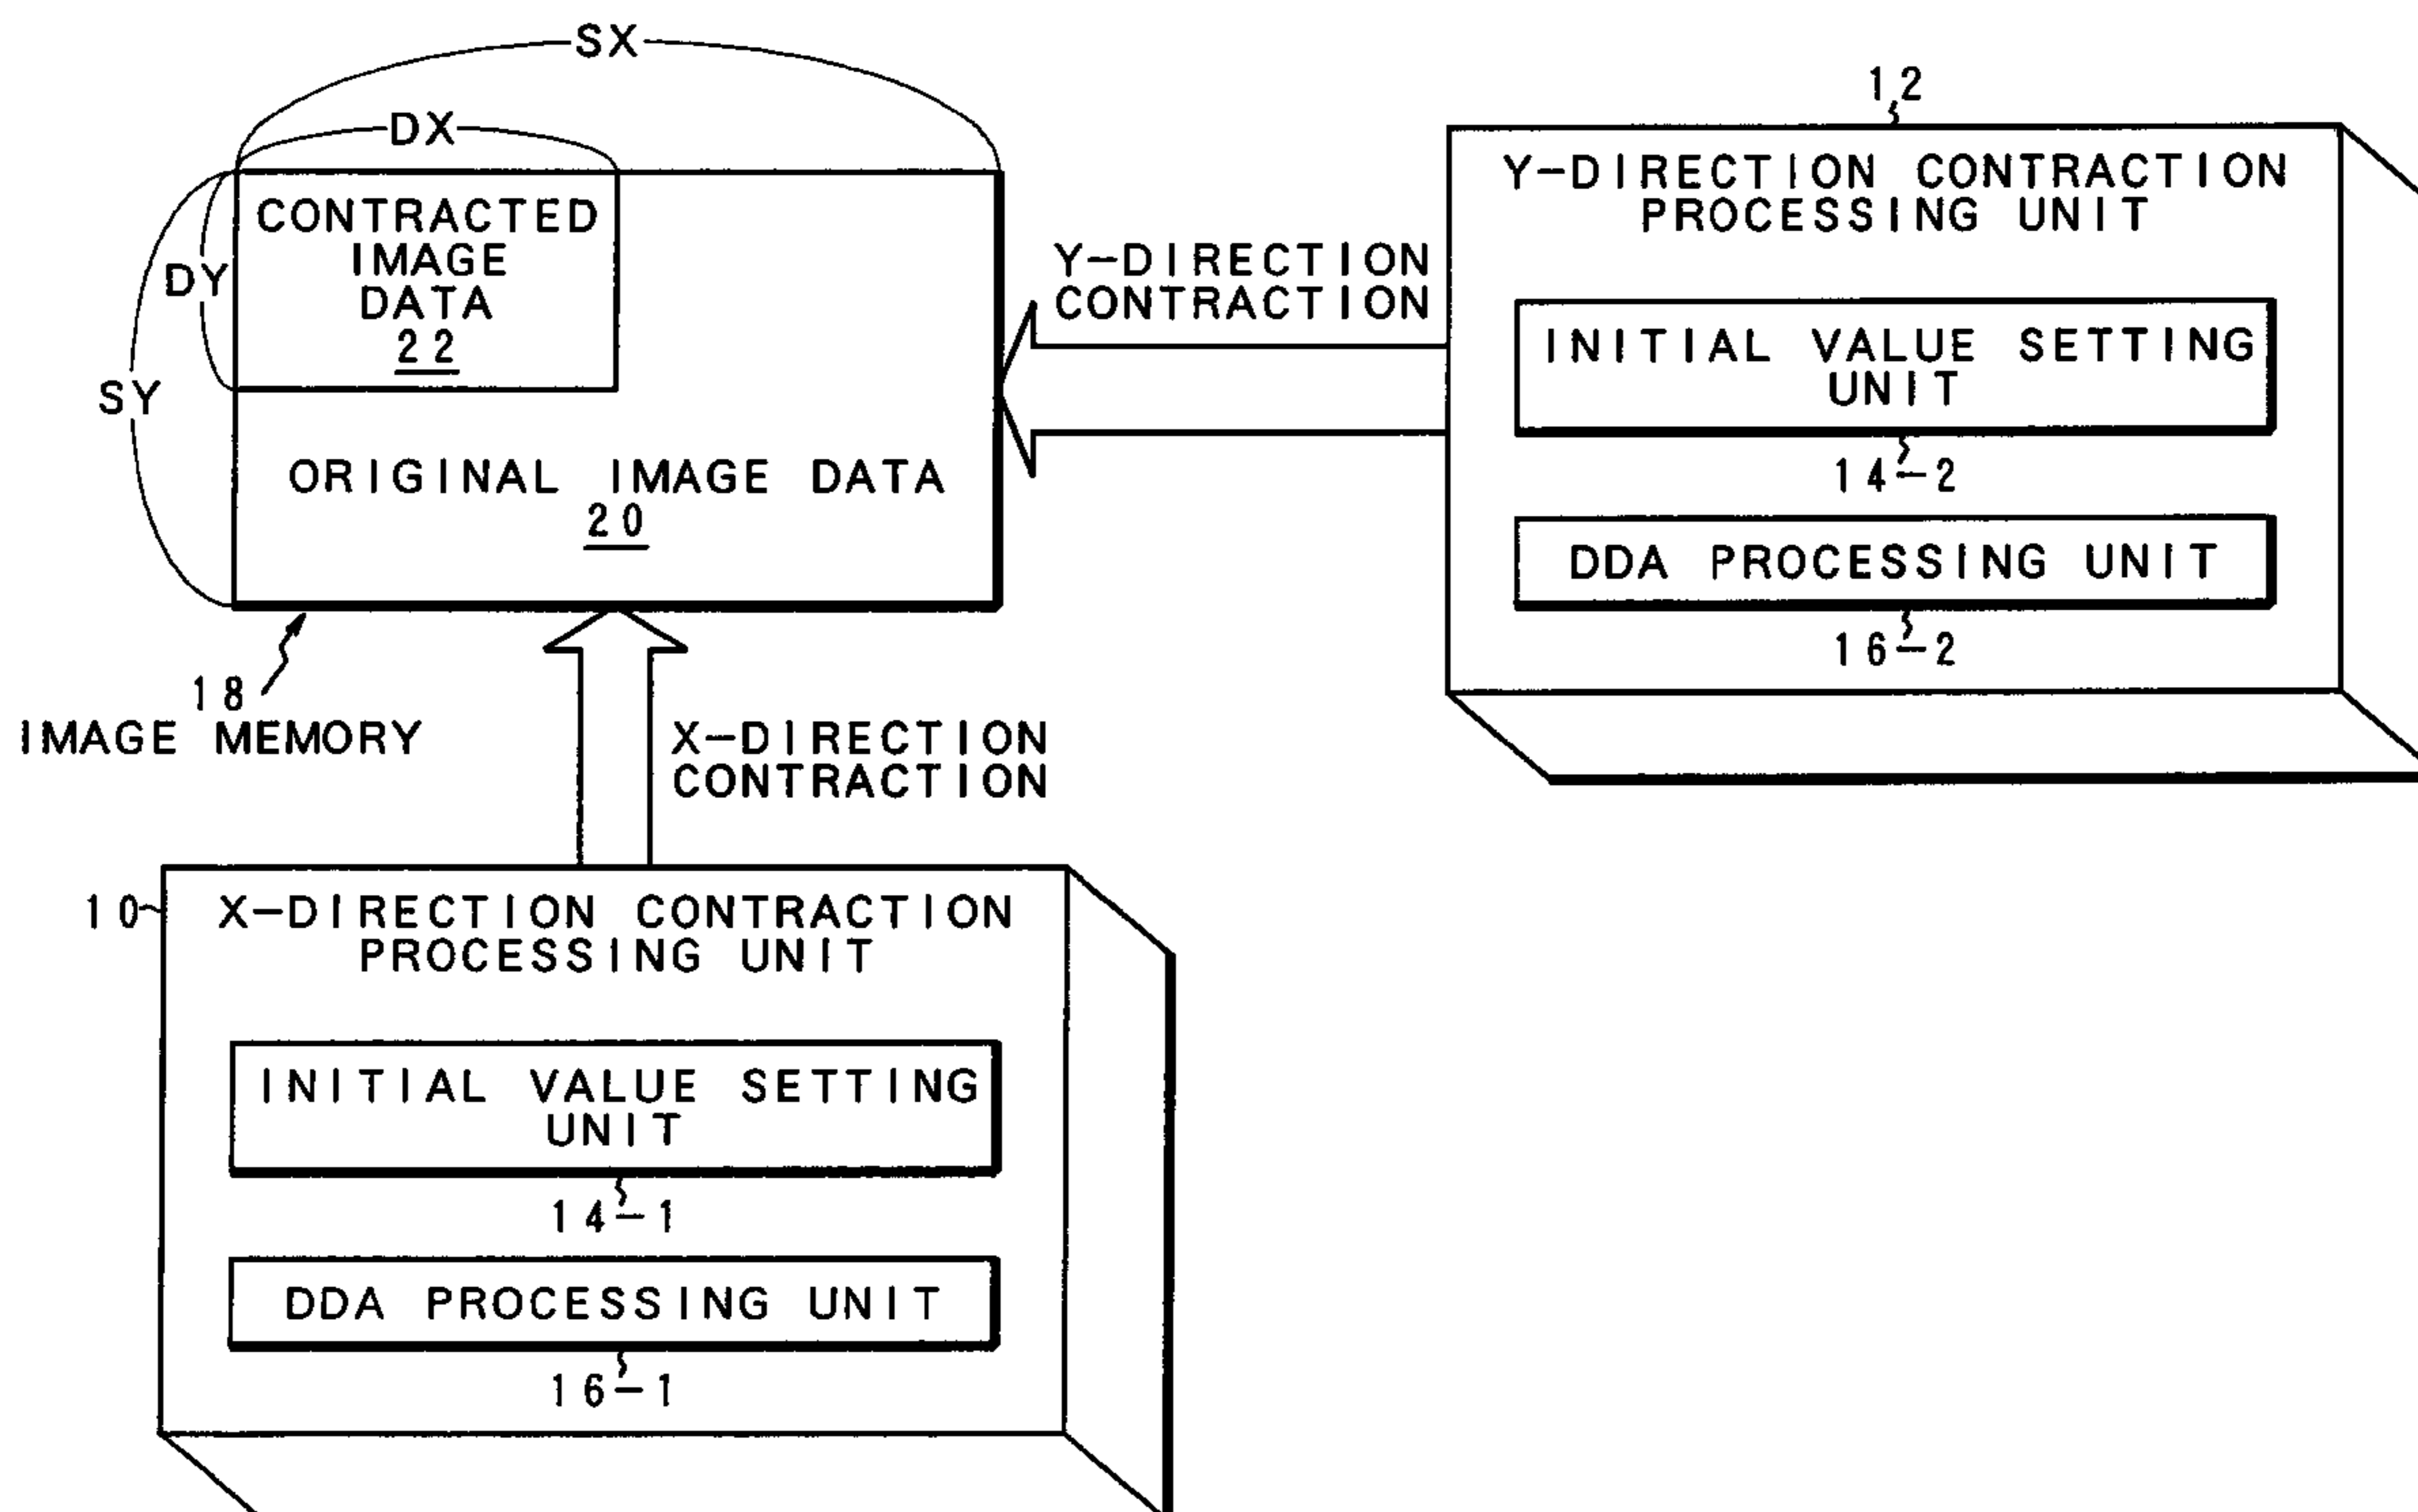 SX
DX
CONTRACTED
IMAGE
DATA
22
DY
SY
ORIGINAL IMAGE DATA
20
18
IMAGE MEMORY
Y-DIRECTION
CONTRACTION
12
Y-DIRECTION CONTRACTION
PROCESSING UNIT
INITIAL VALUE SETTING
UNIT
14-2
DDA PROCESSING UNIT
16-2
X-DIRECTION
CONTRACTION
10
X-DIRECTION CONTRACTION
PROCESSING UNIT
INITIAL VALUE SETTING
UNIT
14-1
DDA PROCESSING UNIT
16-1